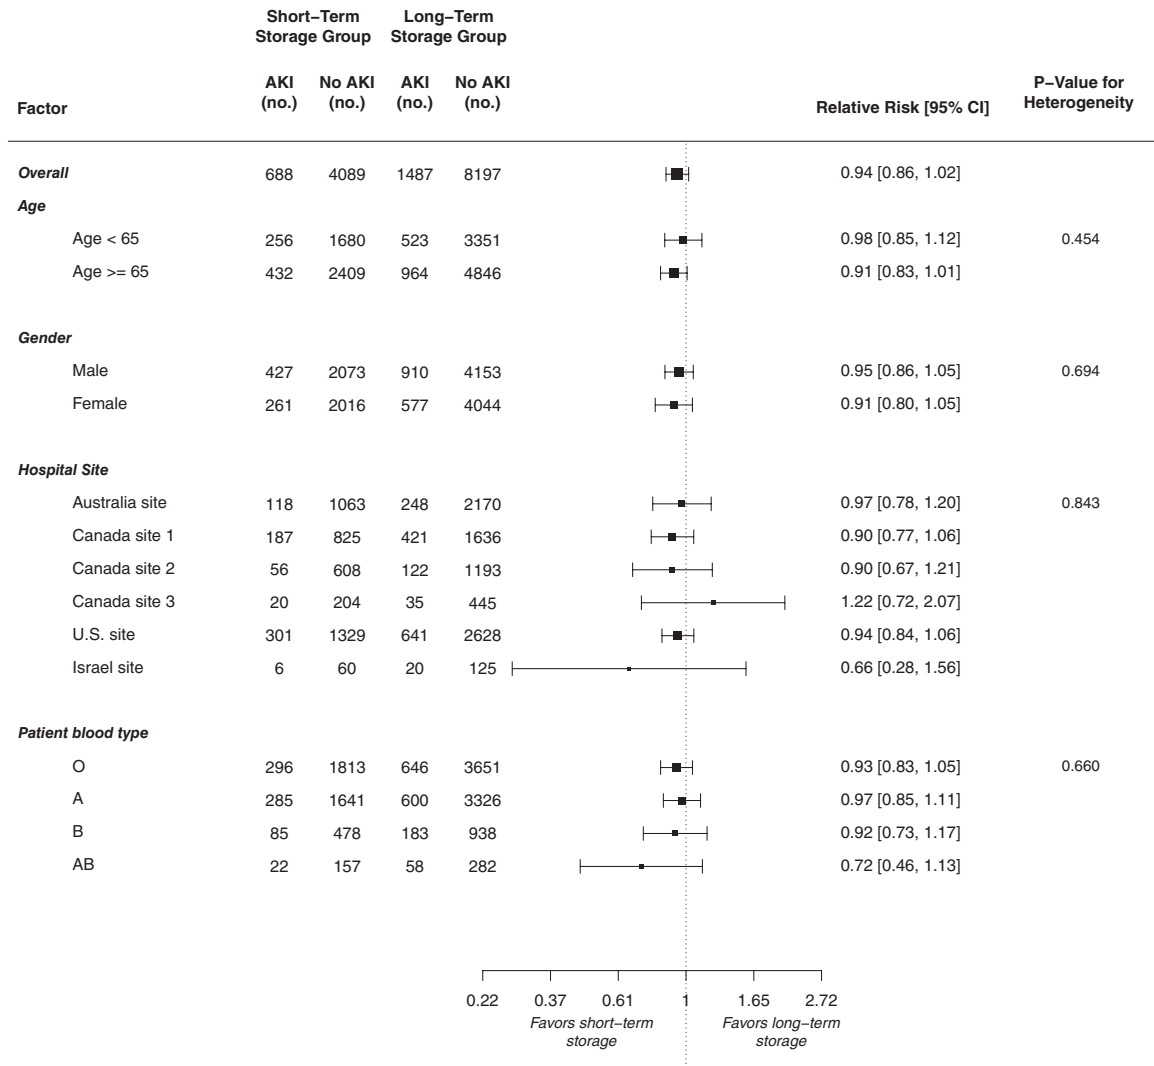 Short−Term Long−Term
Storage Group Storage Group
AKI No AKI AKI No AKI P−Value for
Factor (no.) (no.) (no.) (no.) Relative Risk [95% CI] Heterogeneity
Overall 688 4089 1487 8197 0.94 [0.86, 1.02]
Age
Age < 65 256 1680 523 3351 0.98 [0.85, 1.12] 0.454
Age >= 65 432 2409 964 4846 0.91 [0.83, 1.01]
Gender
Male 427 2073 910 4153 0.95 [0.86, 1.05] 0.694
Female 261 2016 577 4044 0.91 [0.80, 1.05]
Hospital Site
Australia site 118 1063 248 2170 0.97 [0.78, 1.20] 0.843
Canada site 1 187 825 421 1636 0.90 [0.77, 1.06]
Canada site 2 56 608 122 1193 0.90 [0.67, 1.21]
Canada site 3 20 204 35 445 1.22 [0.72, 2.07]
U.S. site 301 1329 641 2628 0.94 [0.84, 1.06]
Israel site 6 60 20 125 0.66 [0.28, 1.56]
Patient blood type
O 296 1813 646 3651 0.93 [0.83, 1.05] 0.660
A 285 1641 600 3326 0.97 [0.85, 1.11]
B 85 478 183 938 0.92 [0.73, 1.17]
AB 22 157 58 282 0.72 [0.46, 1.13]
0.22 0.37 0.61 1 1.65 2.72
Favors short−term Favors long−term
storage storage